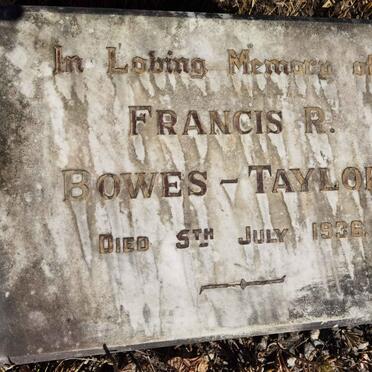 In Loving Memory of
FRANCIS R.
BOWES-TAYLOR
DIED 5TH JULY 1936